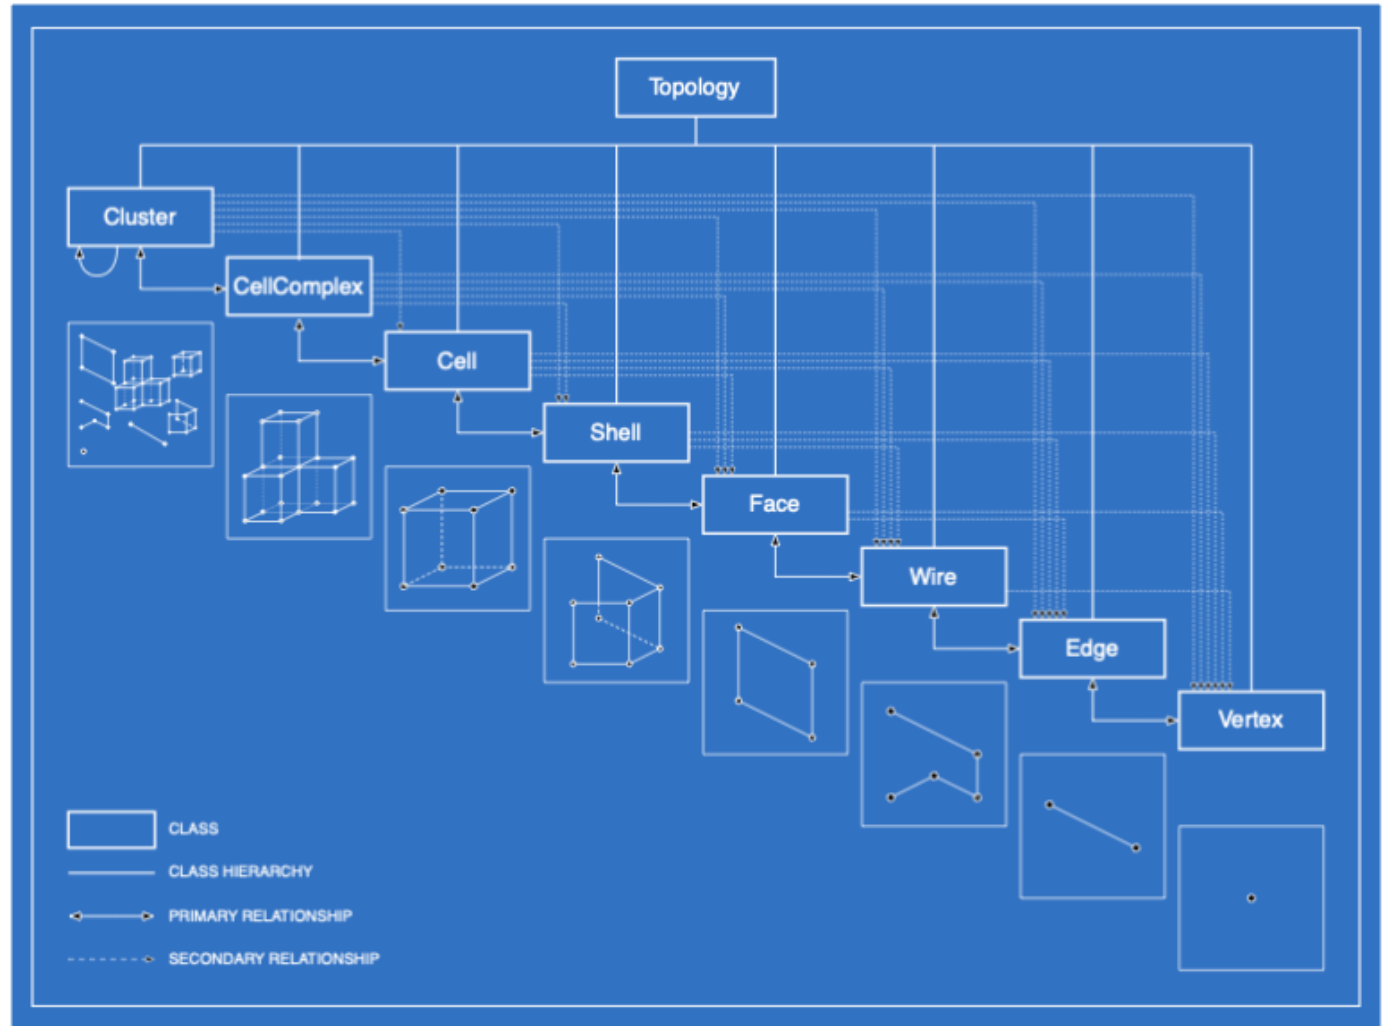 Topology
Cluster
CellComplex
Cell
Shell
Face
Wire
Edge
Vertex
CLASS
CLASS HIERARCHY
PRIMARY RELATIONSHIP
SECONDARY RELATIONSHIP